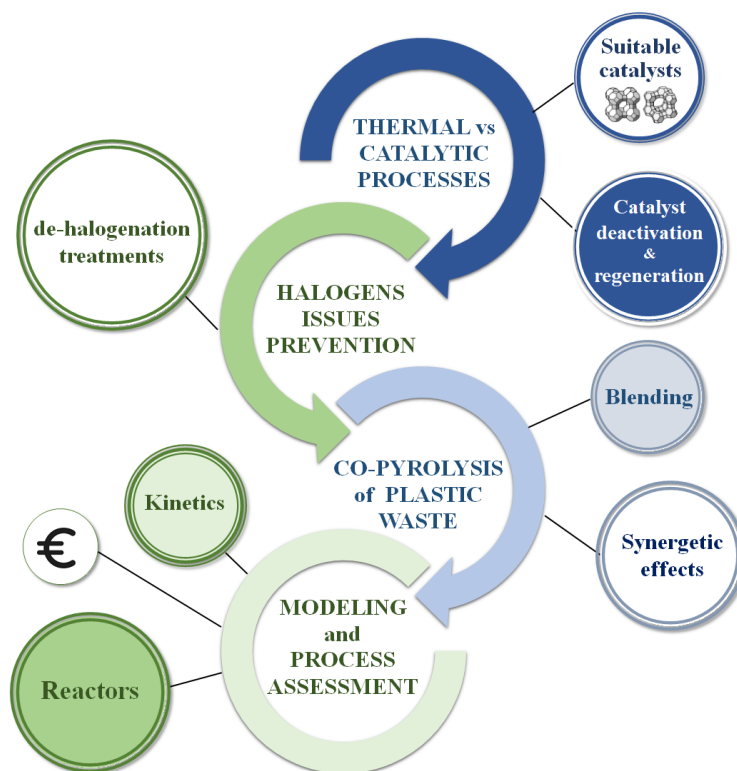 Suitable
catalysts
THERMAL vs
CATALYTIC
PROCESSES
Catalyst
deactivation
&
regeneration
de-halogenation
treatments
HALOGENS
ISSUES
PREVENTION
Blending
CO-PYROLYSIS
of PLASTIC
WASTE
Synergetic
effects
Kinetics
€
MODELING
and
PROCESS
ASSESSMENT
Reactors